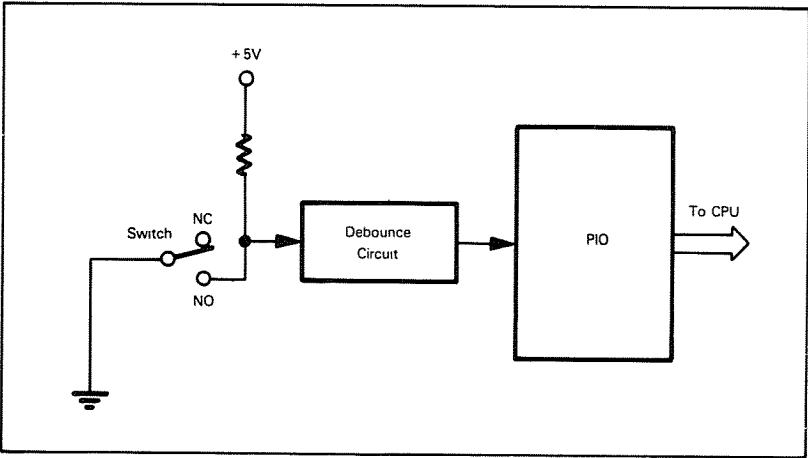 +5V
NC
Switch
NO
Debounce
Circuit
PIO
To CPU